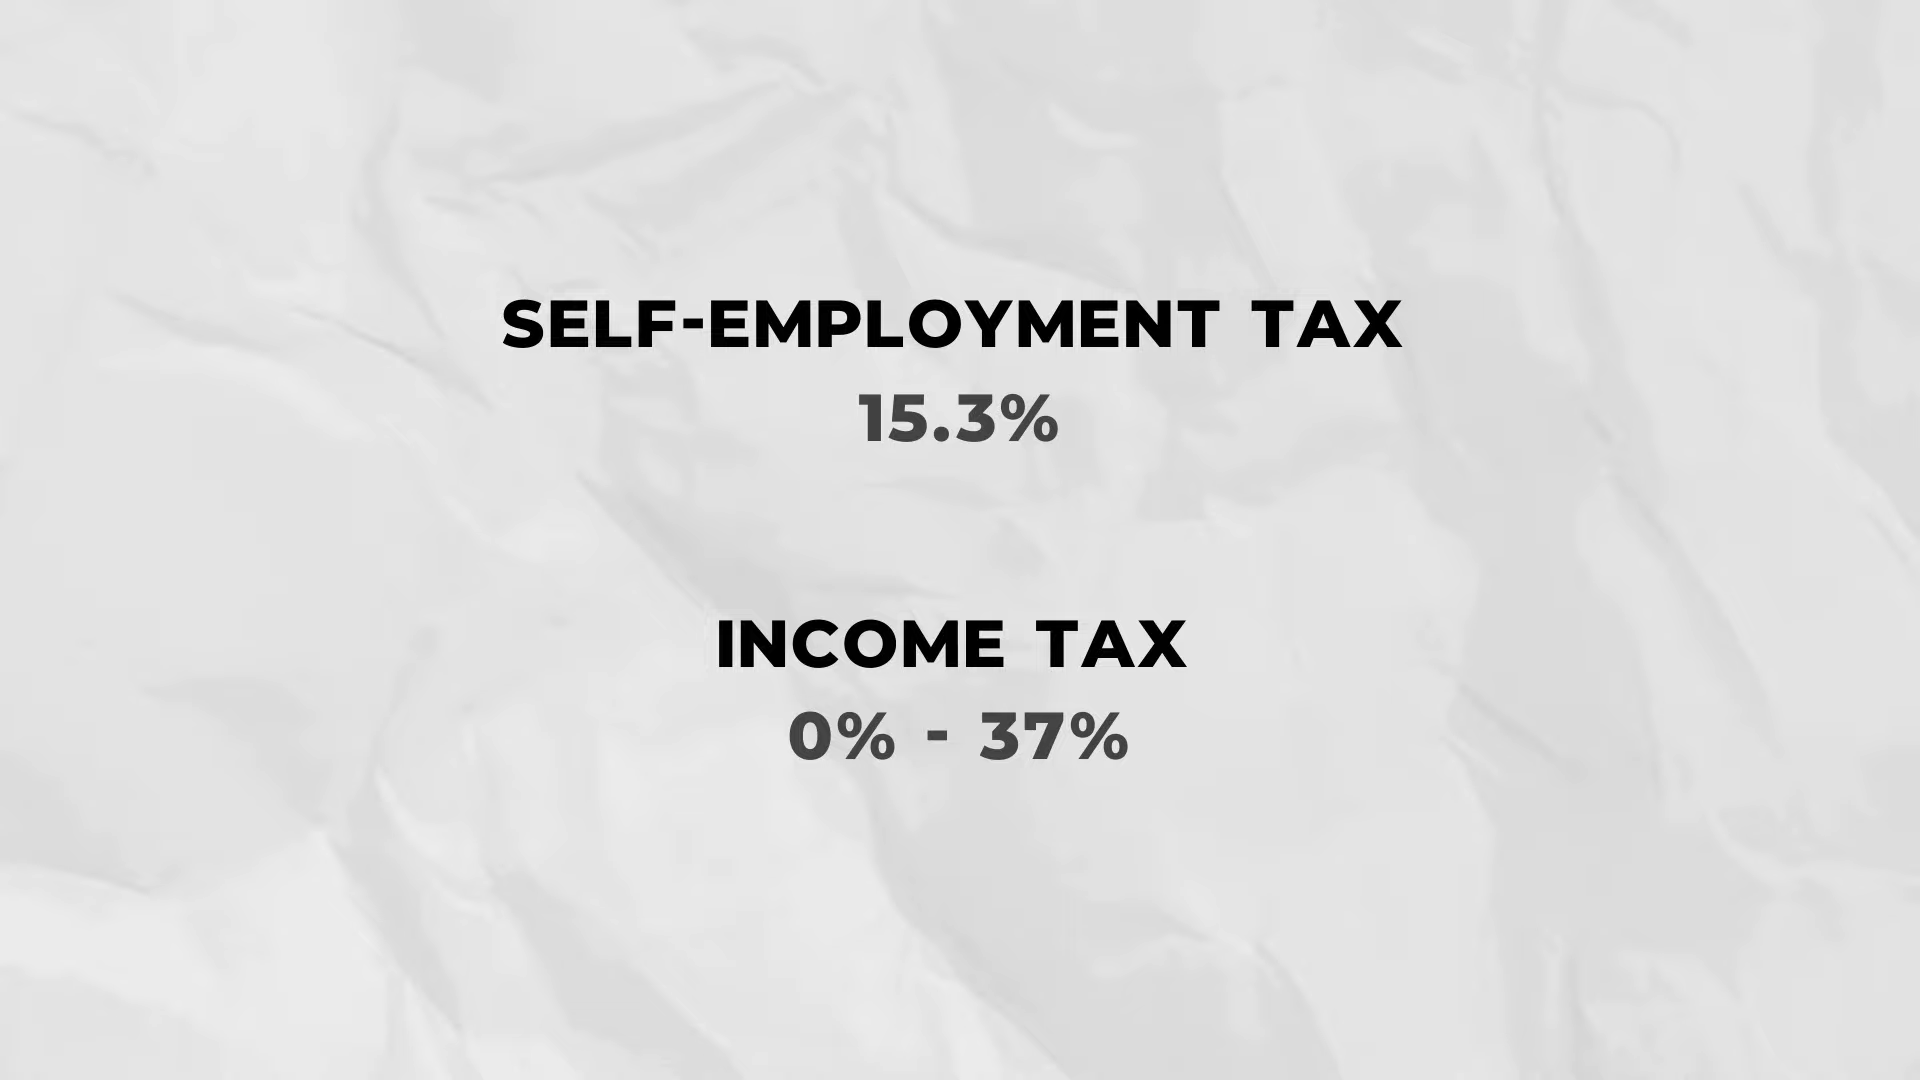 SELF-EMPLOYMENT TAX
15.3%
INCOME TAX
0% - 37%